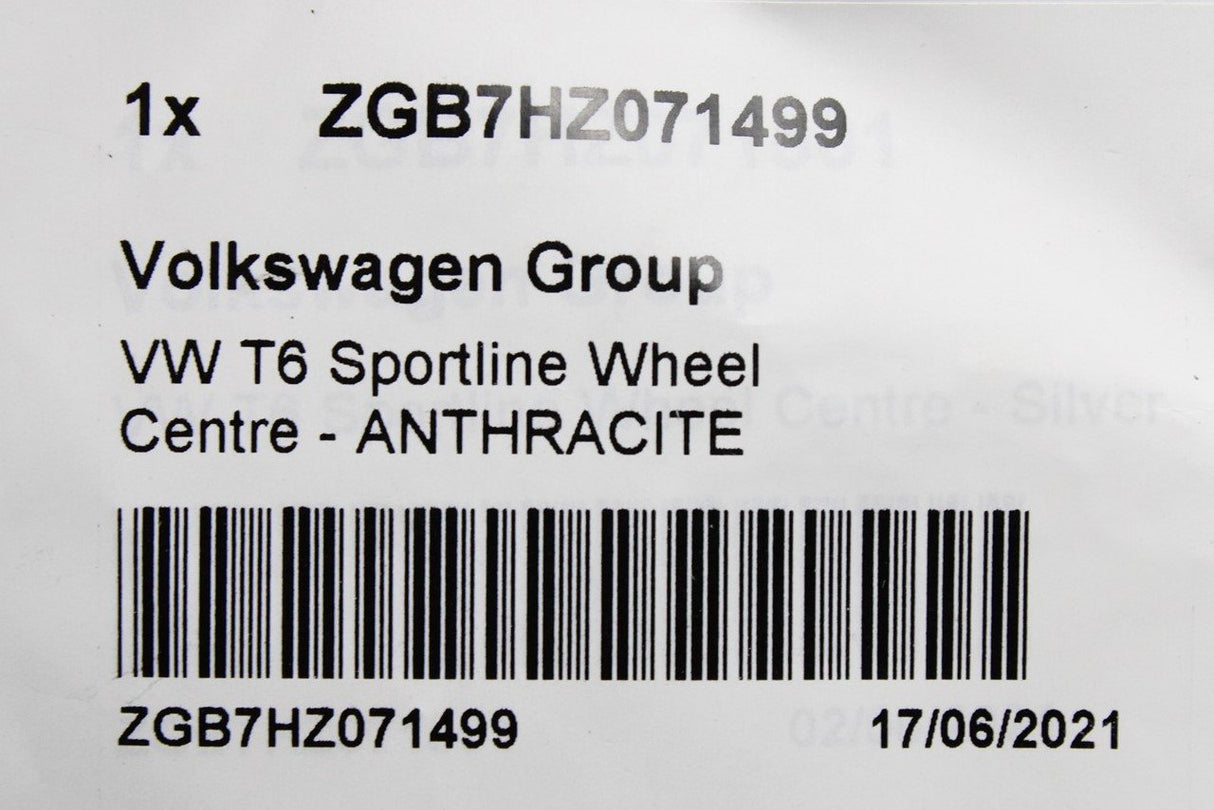 1x ZGB7HZ071499
Volkswagen Group
VW T6 Sportline Wheel
Centre - ANTHRACITE
ZGB7HZ071499 17/06/2021